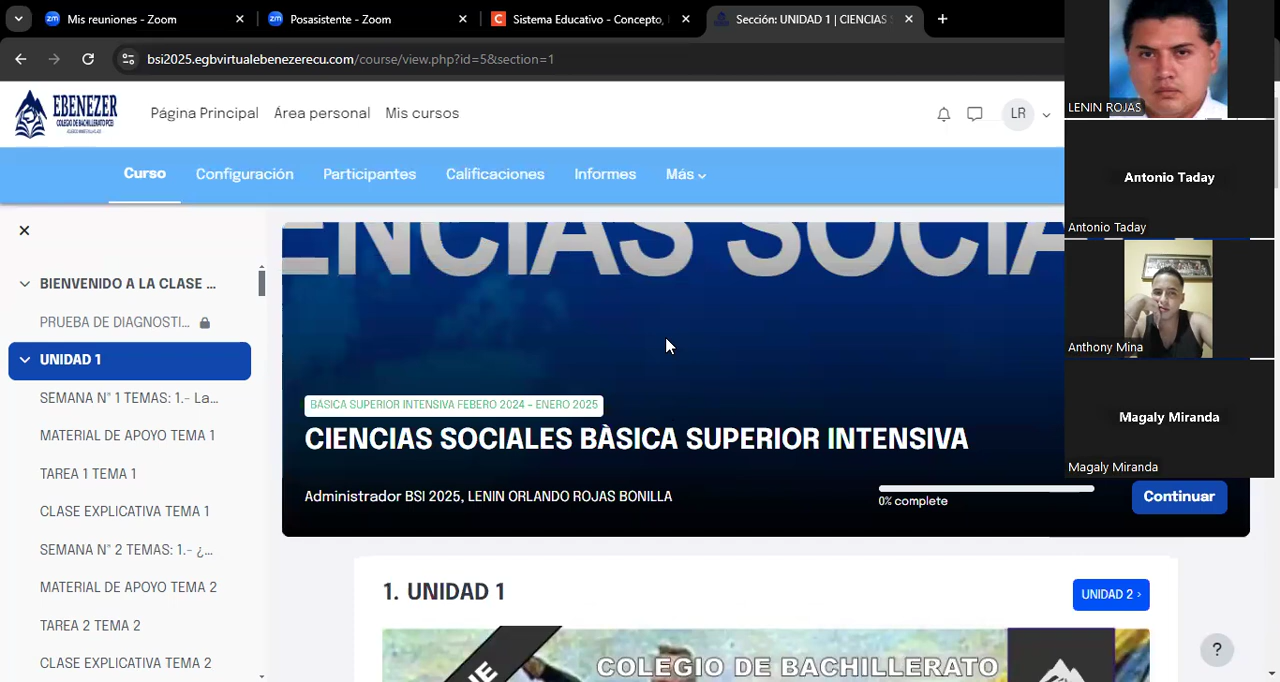 Mis reuniones - Zoom
Posasistente - Zoom
Sistema Educativo - Concepto,
Sección: UNIDAD 1 | CIENCIAS
bsi2025.egbvirtualebenezerecu.com/course/view.php?id=5&section=1
EBENEZER
COLEGIO DE BACHILLERATO PCEI
Página Principal
Área personal
Mis cursos
LR
Curso
Configuración
Participantes
Calificaciones
Informes
Más
BIENVENIDO A LA CLASE ...
PRUEBA DE DIAGNOSTI...
UNIDAD 1
SEMANA N° 1 TEMAS: 1.- La...
MATERIAL DE APOYO TEMA 1
TAREA 1 TEMA 1
CLASE EXPLICATIVA TEMA 1
SEMANA N° 2 TEMAS: 1.- ¿...
MATERIAL DE APOYO TEMA 2
TAREA 2 TEMA 2
CLASE EXPLICATIVA TEMA 2
ENCIAS SOCIA
BÁSICA SUPERIOR INTENSIVA FEBERO 2024 - ENERO 2025
CIENCIAS SOCIALES BÀSICA SUPERIOR INTENSIVA
Administrador BSI 2025, LENIN ORLANDO ROJAS BONILLA
0% complete
Continuar
1. UNIDAD 1
UNIDAD 2 ›
NE
COLEGIO DE BACHILLERATO
?
LENIN ROJAS
Antonio Taday
Antonio Taday
Anthony Mina
Magaly Miranda
Magaly Miranda